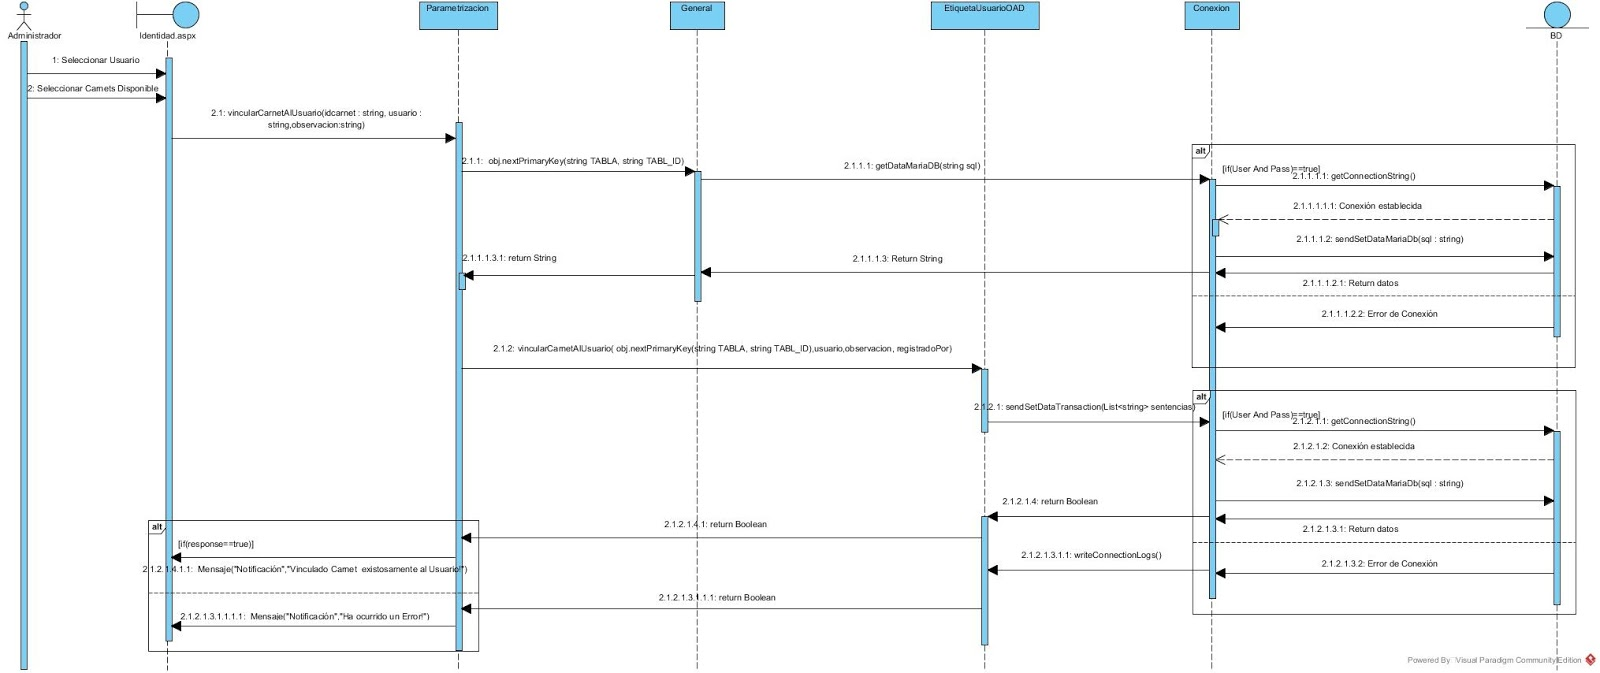 Parametrizacion
General
EtiquetaUsuarioOAD
Conexion
Administrador
Identidad.aspx
BD
1: Seleccionar Usuario
2: Seleccionar Carnets Disponible
2.1: vincularCarnetAlUsuario(idcarnet : string, usuario :
string,observacion:string)
alt
2.1.1:  obj.nextPrimaryKey(string TABLA, string TABL_ID)
2.1.1.1: getDataMariaDB(string sql)
[if(User And Pass)==true]
2.1.1.1.1: getConnectionString()
2.1.1.1.1.1: Conexión establecida
2.1.1.1.2: sendSetDataMariaDb(sql : string)
2.1.1.1.3.1: return String
2.1.1.1.3: Return String
2.1.1.1.2.1: Return datos
2.1.1.1.2.2: Error de Conexión
2.1.2: vincularCarnetAlUsuario( obj.nextPrimaryKey(string TABLA, string TABL_ID),usuario,observacion, registradoPor)
alt
2.1.2.1: sendSetDataTransaction(List<string> sentencias)
[if(User And Pass)==true]
2.1.2.1.1: getConnectionString()
2.1.2.1.2: Conexión establecida
2.1.2.1.3: sendSetDataMariaDb(sql : string)
2.1.2.1.4: return Boolean
alt
2.1.2.1.4.1: return Boolean
2.1.2.1.3.1: Return datos
[if(response==true)]
2.1.2.1.3.1.1: writeConnectionLogs()
2.1.2.1.3.2: Error de Conexión
2.1.2.1.4.1.1:  Mensaje("Notificación","Vinculado Carnet  existosamente al Usuario!")
2.1.2.1.3.1.1.1: return Boolean
2.1.2.1.3.1.1.1.1:  Mensaje("Notificación","Ha ocurrido un Error!")
Powered By  Visual Paradigm Community Edition